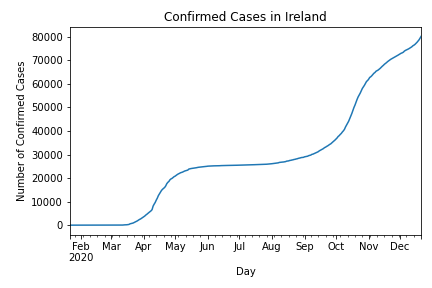 Confirmed Cases in Ireland
80000
70000
60000
50000
40000
30000
20000
10000
0
Number of Confirmed Cases
Feb Mar Apr May Jun Jul Aug Sep Oct Nov Dec
2020
Day